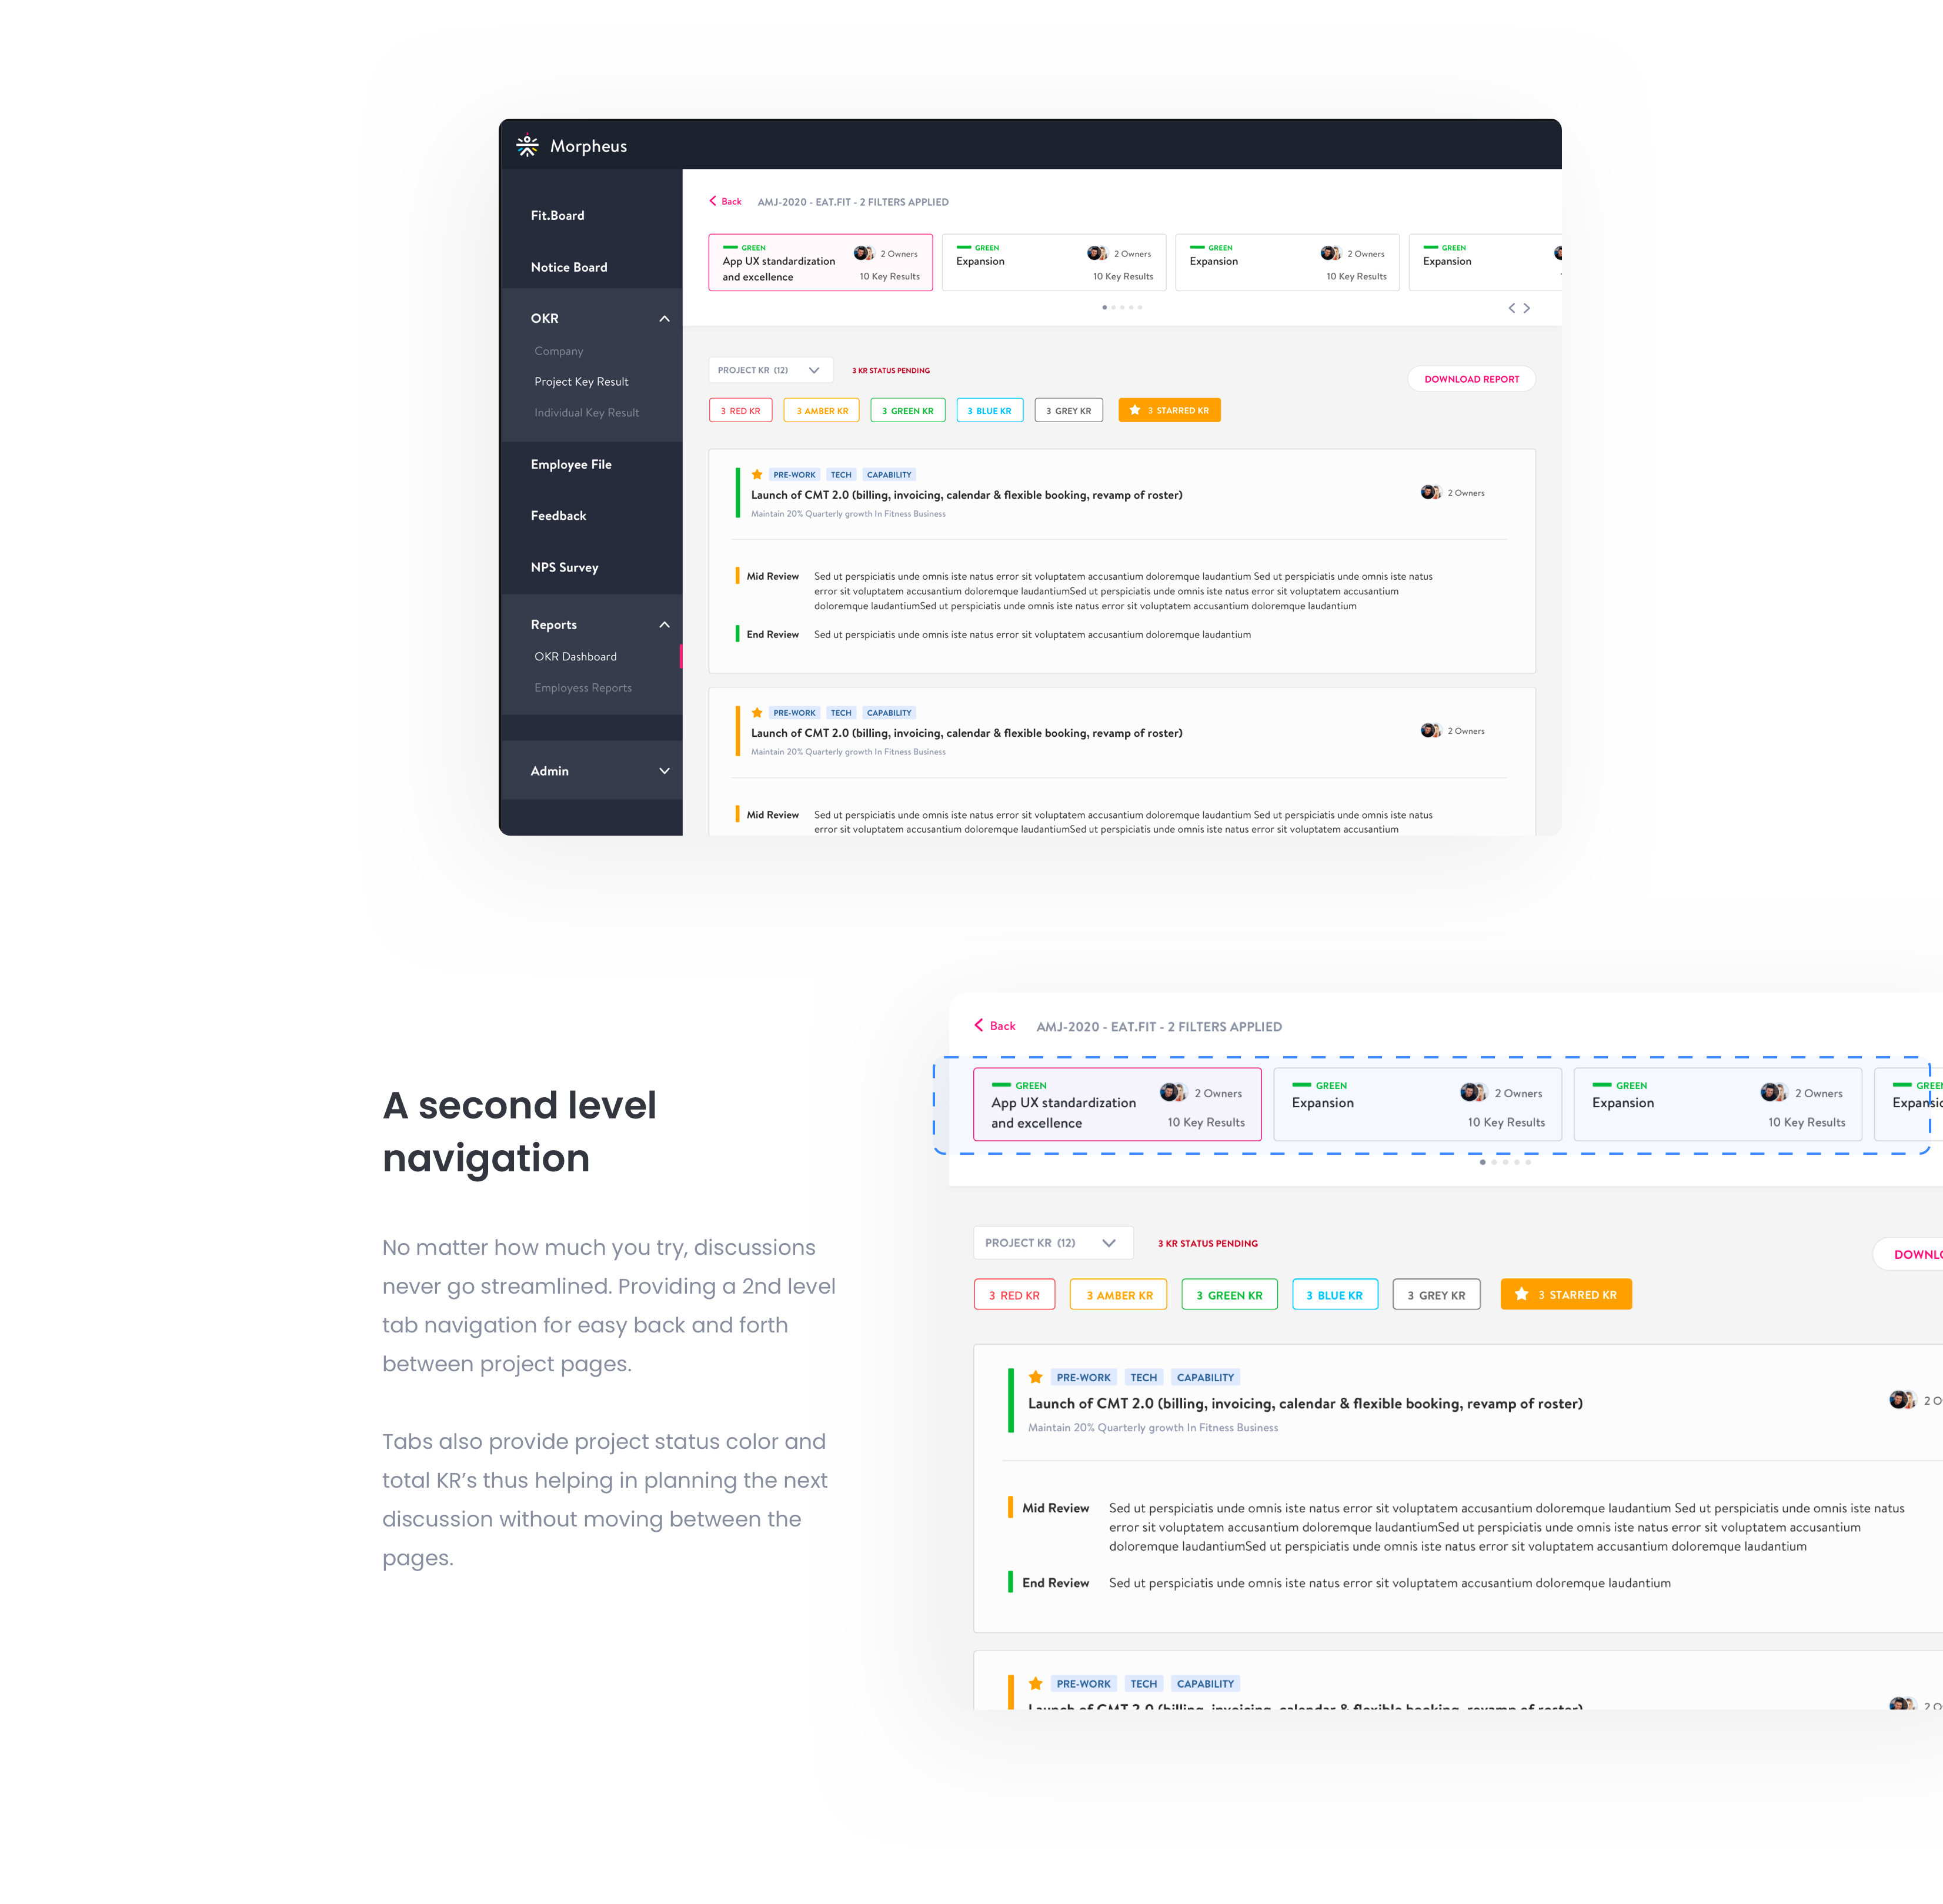 Morpheus
Fit.Board
Notice Board
OKR
Company
Project Key Result
Individual Key Result
Employee File
Feedback
NPS Survey
Reports
OKR Dashboard
Employess Reports
Admin
Back AMJ-2020 - EAT.FIT - 2 FILTERS APPLIED
GREEN
App UX standardization
and excellence
2 Owners
10 Key Results
GREEN
Expansion
2 Owners
10 Key Results
GREEN
Expansion
2 Owners
10 Key Results
GREEN
Expansion
PROJECT KR (12)
3 KR STATUS PENDING
DOWNLOAD REPORT
3 RED KR 3 AMBER KR 3 GREEN KR 3 BLUE KR 3 GREY KR 3 STARRED KR
PRE-WORK TECH CAPABILITY
Launch of CMT 2.0 (billing, invoicing, calendar & flexible booking, revamp of roster)
Maintain 20% Quarterly growth In Fitness Business
2 Owners
Mid Review Sed ut perspiciatis unde omnis iste natus error sit voluptatem accusantium doloremque laudantium Sed ut perspiciatis unde omnis iste natus
error sit voluptatem accusantium doloremque laudantiumSed ut perspiciatis unde omnis iste natus error sit voluptatem accusantium
doloremque laudantiumSed ut perspiciatis unde omnis iste natus error sit voluptatem accusantium doloremque laudantium
End Review Sed ut perspiciatis unde omnis iste natus error sit voluptatem accusantium doloremque laudantium
PRE-WORK TECH CAPABILITY
Launch of CMT 2.0 (billing, invoicing, calendar & flexible booking, revamp of roster)
Maintain 20% Quarterly growth In Fitness Business
2 Owners
Mid Review Sed ut perspiciatis unde omnis iste natus error sit voluptatem accusantium doloremque laudantium Sed ut perspiciatis unde omnis iste natus
error sit voluptatem accusantium doloremque laudantiumSed ut perspiciatis unde omnis iste natus error sit voluptatem accusantium
A second level
navigation
No matter how much you try, discussions
never go streamlined. Providing a 2nd level
tab navigation for easy back and forth
between project pages.
Tabs also provide project status color and
total KR’s thus helping in planning the next
discussion without moving between the
pages.
Back AMJ-2020 - EAT.FIT - 2 FILTERS APPLIED
GREEN
App UX standardization
and excellence
2 Owners
10 Key Results
GREEN
Expansion
2 Owners
10 Key Results
GREEN
Expansion
2 Owners
10 Key Results
PROJECT KR (12)
3 KR STATUS PENDING
3 RED KR 3 AMBER KR 3 GREEN KR 3 BLUE KR 3 GREY KR 3 STARRED KR
PRE-WORK TECH CAPABILITY
Launch of CMT 2.0 (billing, invoicing, calendar & flexible booking, revamp of roster)
Maintain 20% Quarterly growth In Fitness Business
Mid Review Sed ut perspiciatis unde omnis iste natus error sit voluptatem accusantium doloremque laudantium Sed ut perspiciatis unde omnis iste natus
error sit voluptatem accusantium doloremque laudantiumSed ut perspiciatis unde omnis iste natus error sit voluptatem accusantium
doloremque laudantiumSed ut perspiciatis unde omnis iste natus error sit voluptatem accusantium doloremque laudantium
End Review Sed ut perspiciatis unde omnis iste natus error sit voluptatem accusantium doloremque laudantium
PRE-WORK TECH CAPABILITY
Launch of CMT 2.0 (billing, invoicing, calendar & flexible booking, revamp of roster)